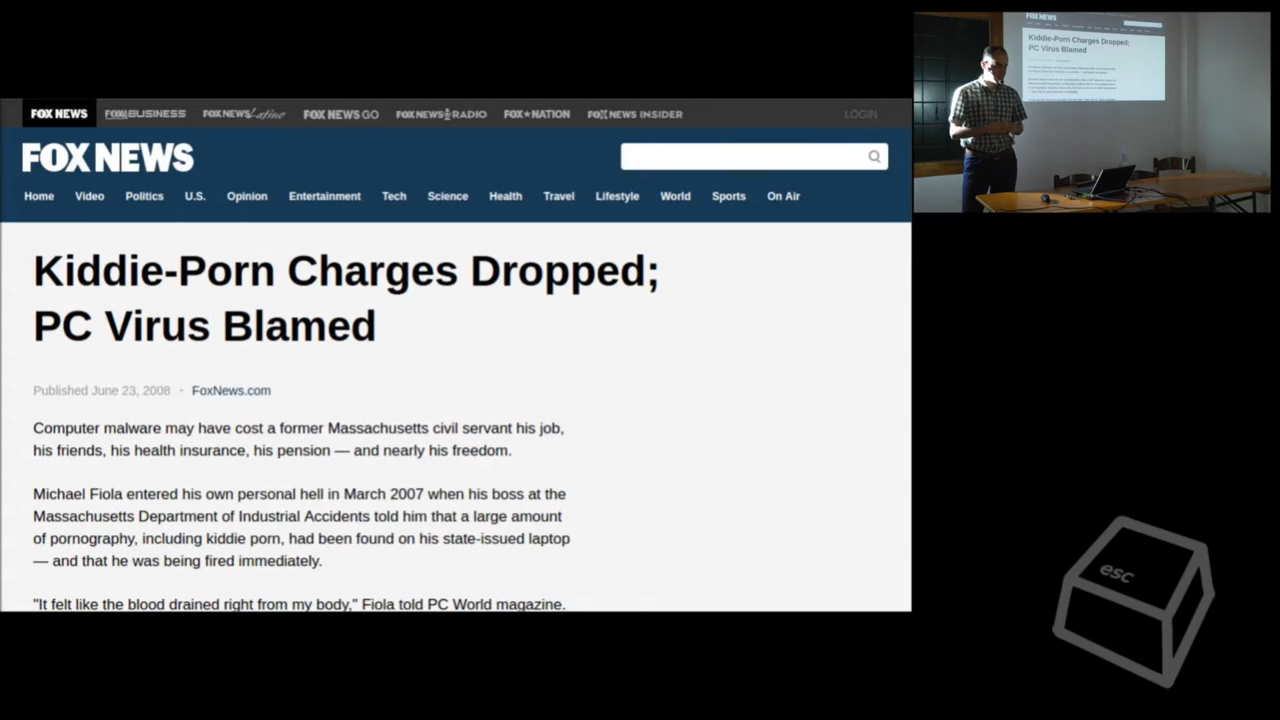 FOX NEWS FOX BUSINESS FOX NEWS Latino FOX NEWS GO FOX NEWS RADIO FOX★NATION FOX NEWS INSIDER LOGIN
FOX NEWS
Home Video Politics U.S. Opinion Entertainment Tech Science Health Travel Lifestyle World Sports On Air
Kiddie-Porn Charges Dropped;
PC Virus Blamed
Published June 23, 2008 · FoxNews.com
Computer malware may have cost a former Massachusetts civil servant his job,
his friends, his health insurance, his pension — and nearly his freedom.
Michael Fiola entered his own personal hell in March 2007 when his boss at the
Massachusetts Department of Industrial Accidents told him that a large amount
of pornography, including kiddie porn, had been found on his state-issued laptop
— and that he was being fired immediately.
"It felt like the blood drained right from my body," Fiola told PC World magazine.
FOX NEWS
Kiddie-Porn Charges Dropped;
PC Virus Blamed
esc